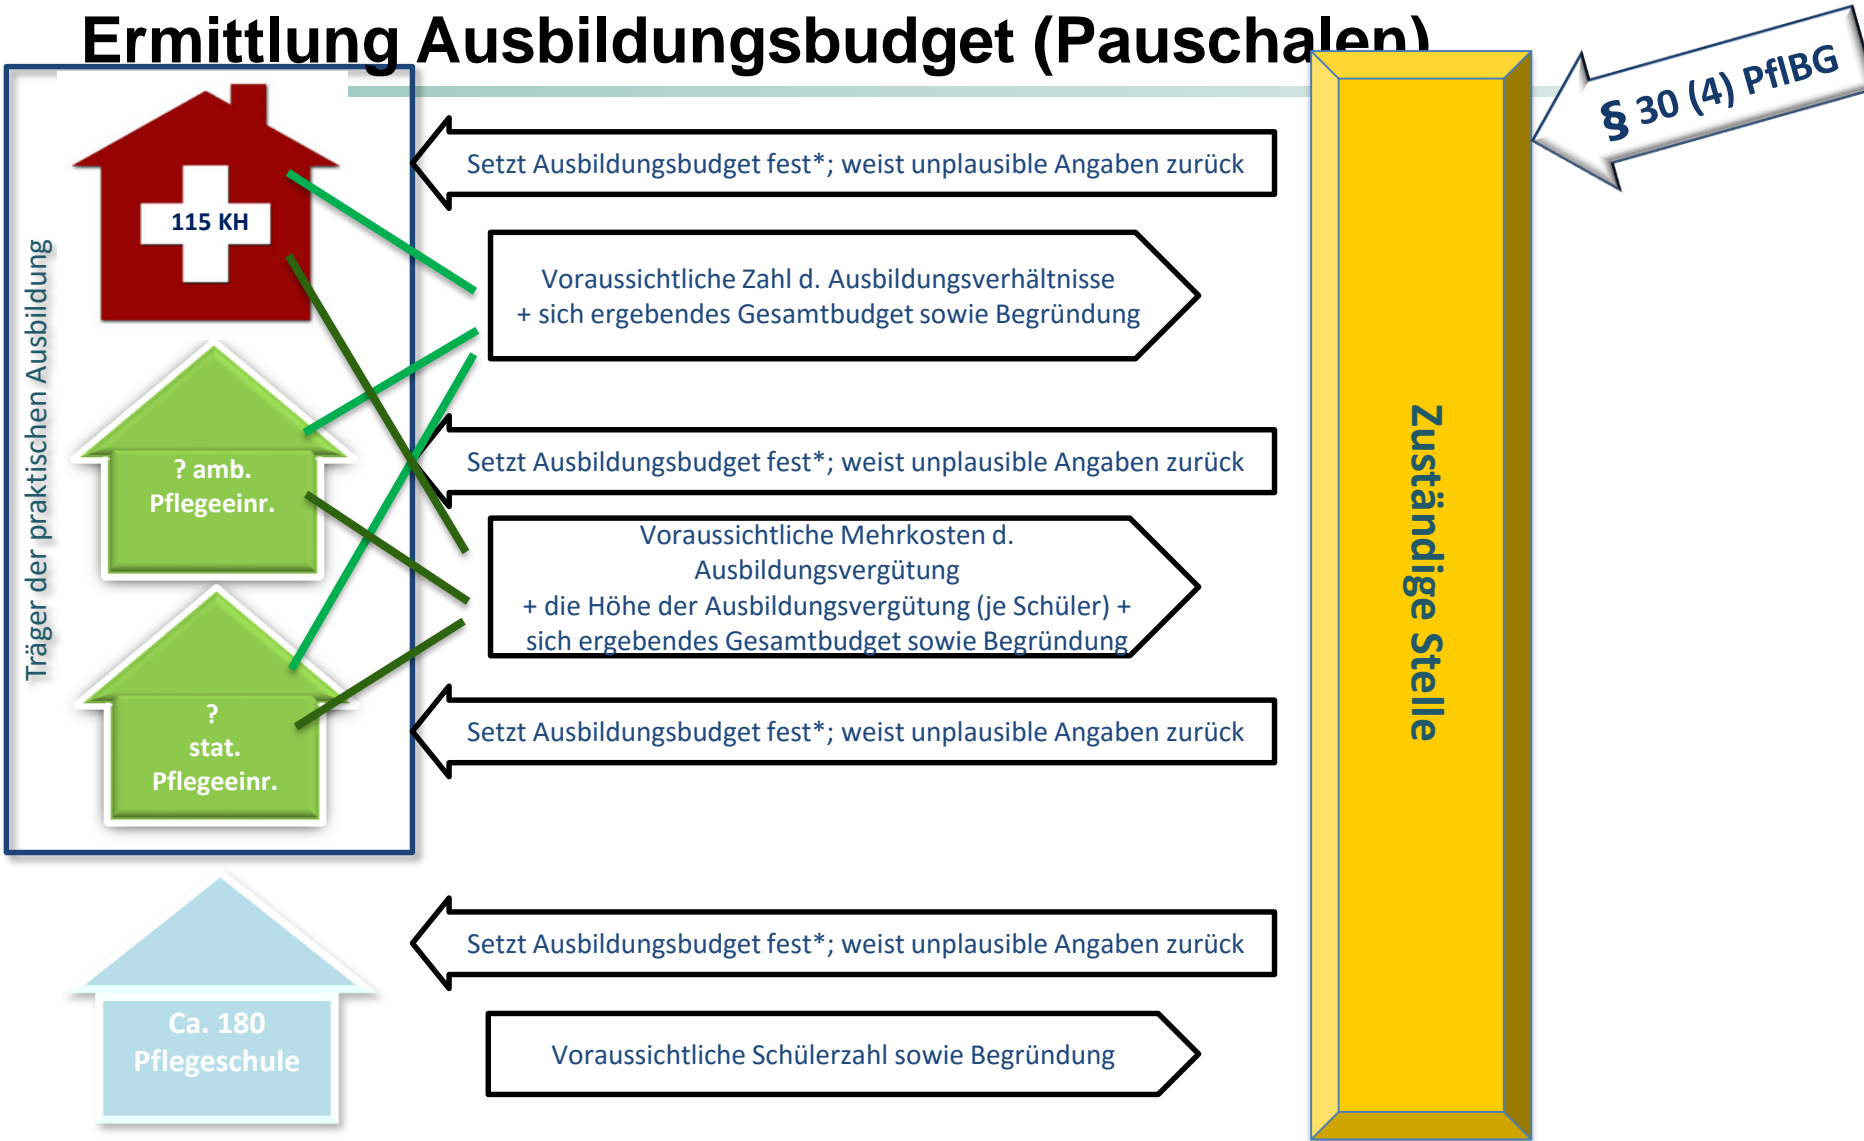 Ermittlung Ausbildungsbudget (Pauschalen)
§ 30 (4) PflBG
Träger der praktischen Ausbildung
115 KH
Setzt Ausbildungsbudget fest*; weist unplausible Angaben zurück
Voraussichtliche Zahl d. Ausbildungsverhältnisse
+ sich ergebendes Gesamtbudget sowie Begründung
? amb.
Pflegeeinr.
Setzt Ausbildungsbudget fest*; weist unplausible Angaben zurück
Voraussichtliche Mehrkosten d.
Ausbildungsvergütung
+ die Höhe der Ausbildungsvergütung (je Schüler) +
sich ergebendes Gesamtbudget sowie Begründung
?
stat.
Pflegeeinr.
Setzt Ausbildungsbudget fest*; weist unplausible Angaben zurück
Zuständige Stelle
Setzt Ausbildungsbudget fest*; weist unplausible Angaben zurück
Ca. 180
Pflegeschule
Voraussichtliche Schülerzahl sowie Begründung